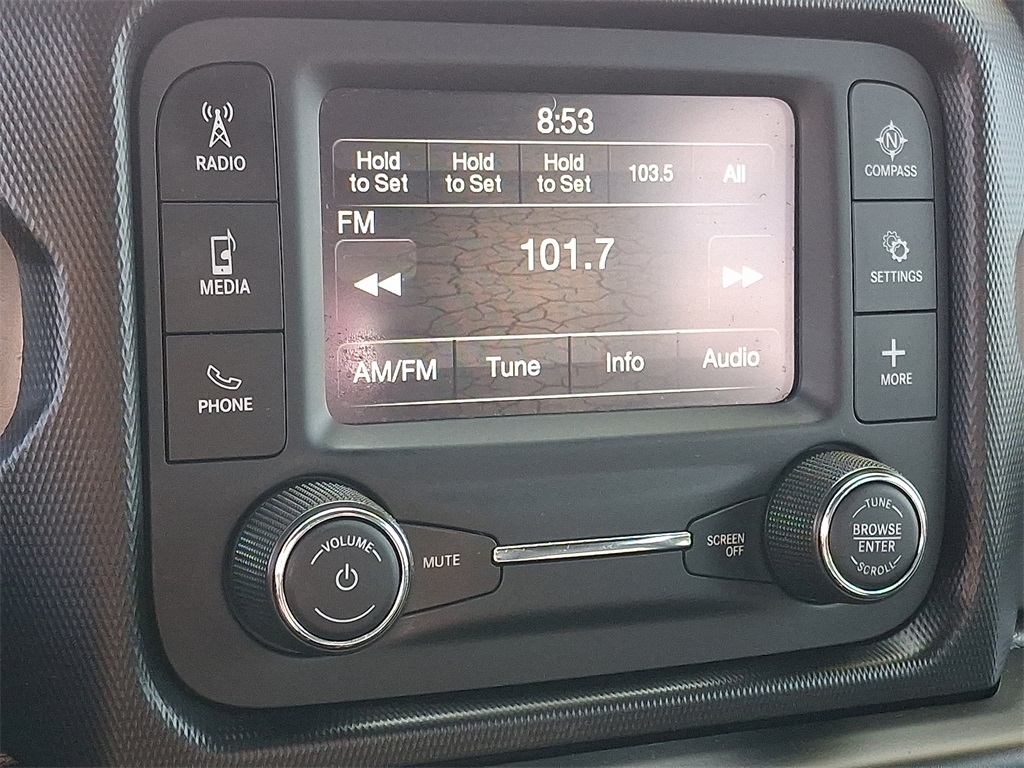 8:53
Hold to Set
Hold to Set
Hold to Set
103.5
All
FM
101.7
AM/FM
Tune
Info
Audio
RADIO
MEDIA
PHONE
N
COMPASS
SETTINGS
MORE
VOLUME
MUTE
SCREEN
OFF
TUNE
BROWSE
ENTER
SCROLL